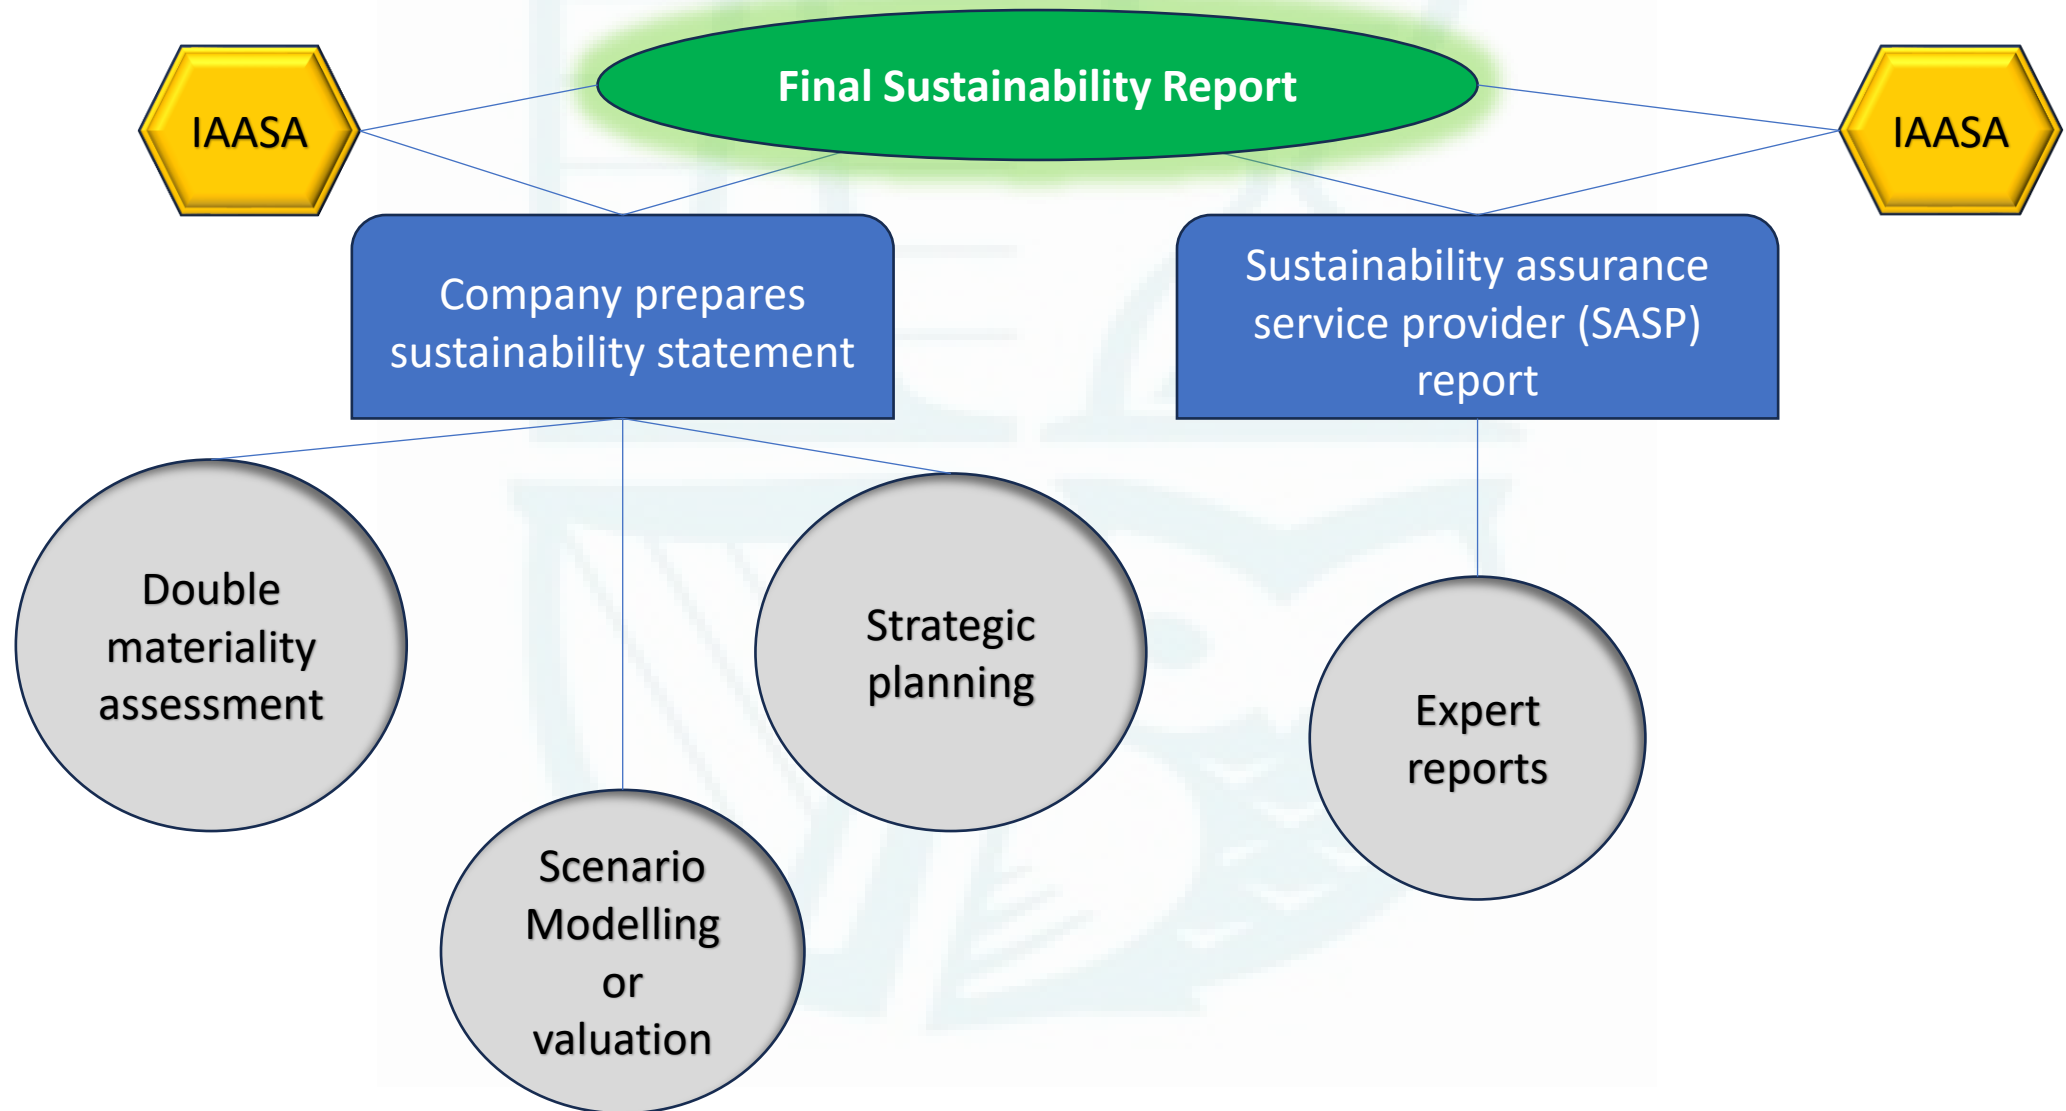 Final Sustainability Report
IAASA
IAASA
Company prepares
sustainability statement
Sustainability assurance
service provider (SASP)
report
Double
materiality
assessment
Strategic
planning
Expert
reports
Scenario
Modelling
or
valuation